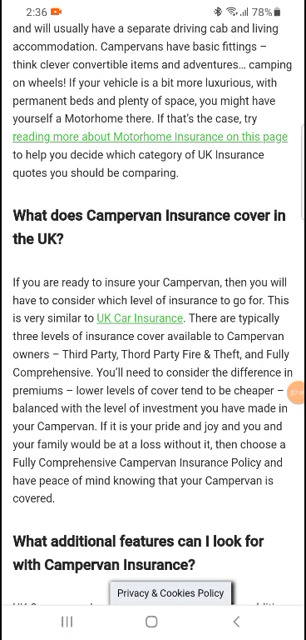 2:36 78%
and will usually have a separate driving cab and living
accommodation. Campervans have basic fittings –
think clever convertible items and adventures... camping
on wheels! If your vehicle is a bit more luxurious, with
permanent beds and plenty of space, you might have
yourself a Motorhome there. If that's the case, try
reading more about Motorhome Insurance on this page
to help you decide which category of UK Insurance
quotes you should be comparing.
What does Campervan Insurance cover in
the UK?
If you are ready to insure your Campervan, then you will
have to consider which level of insurance to go for. This
is very similar to UK Car Insurance. There are typically
three levels of insurance cover available to Campervan
owners – Third Party, Thord Party Fire & Theft, and Fully
Comprehensive. You'll need to consider the difference in
premiums – lower levels of cover tend to be cheaper –
balanced with the level of investment you have made in
your Campervan. If it is your pride and joy and you and
your family would be at a loss without it, then choose a
Fully Comprehensive Campervan Insurance Policy and
have peace of mind knowing that your Campervan is
covered.
What additional features can I look for
with Campervan Insurance?
Privacy & Cookies Policy